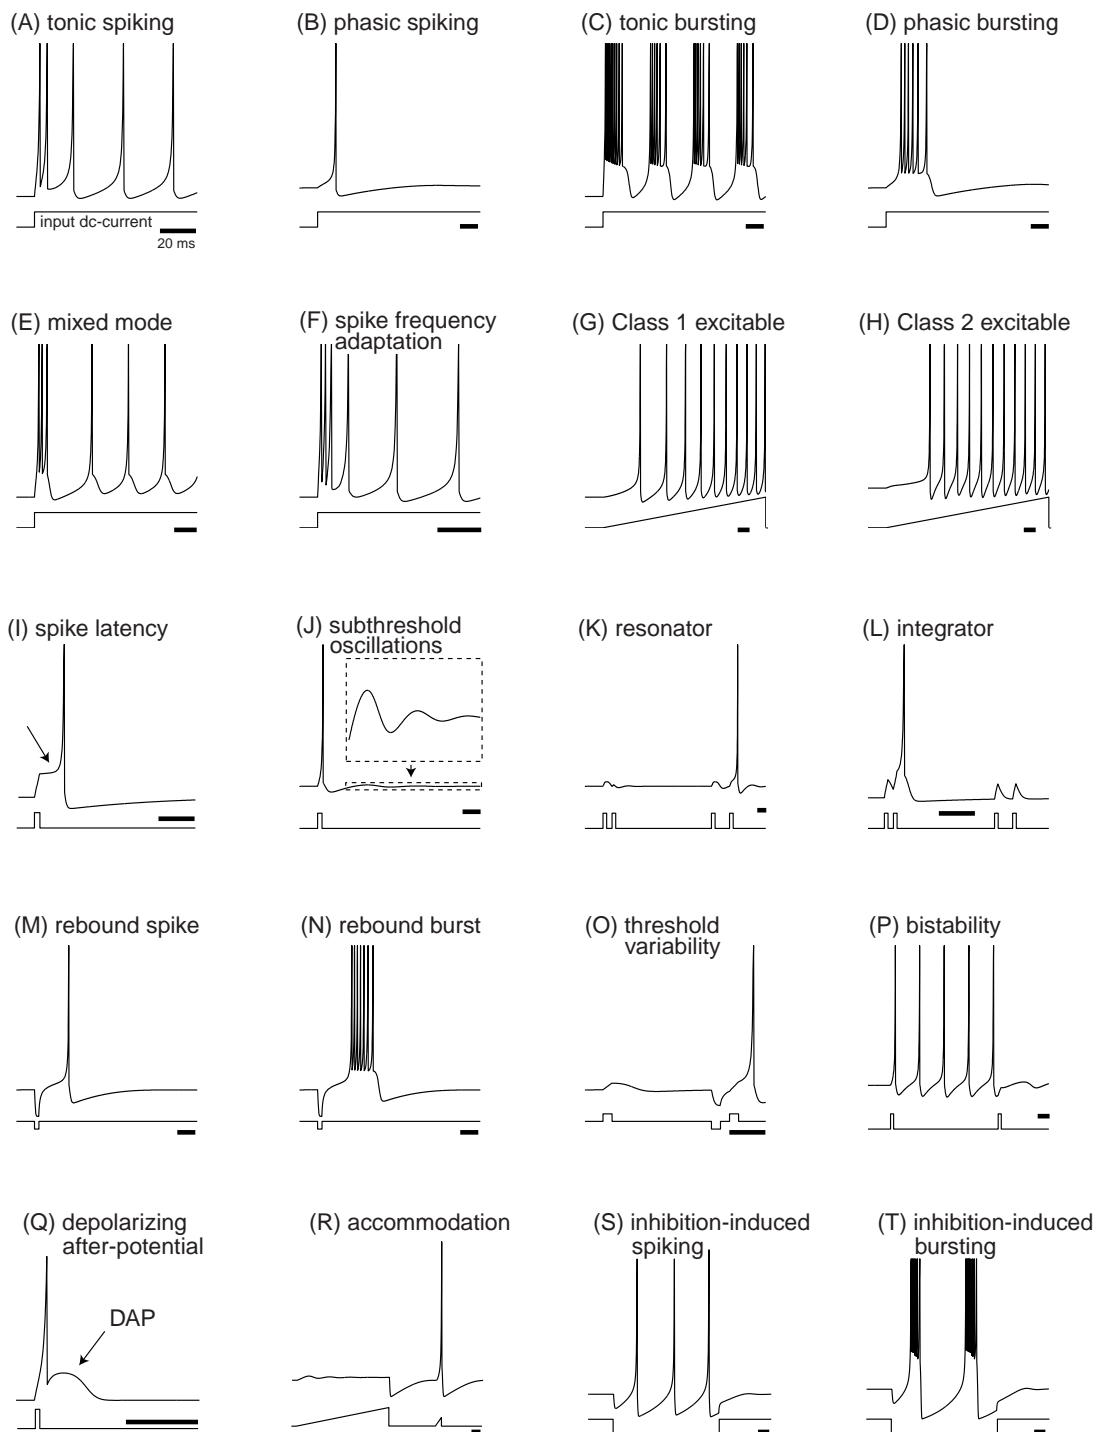 (A) tonic spiking
(B) phasic spiking
(C) tonic bursting
(D) phasic bursting
input dc-current
20 ms
(E) mixed mode
(F) spike frequency
adaptation
(G) Class 1 excitable
(H) Class 2 excitable
(I) spike latency
(J) subthreshold
oscillations
(K) resonator
(L) integrator
(M) rebound spike
(N) rebound burst
(O) threshold
variability
(P) bistability
(Q) depolarizing
after-potential
DAP
(R) accommodation
(S) inhibition-induced
spiking
(T) inhibition-induced
bursting